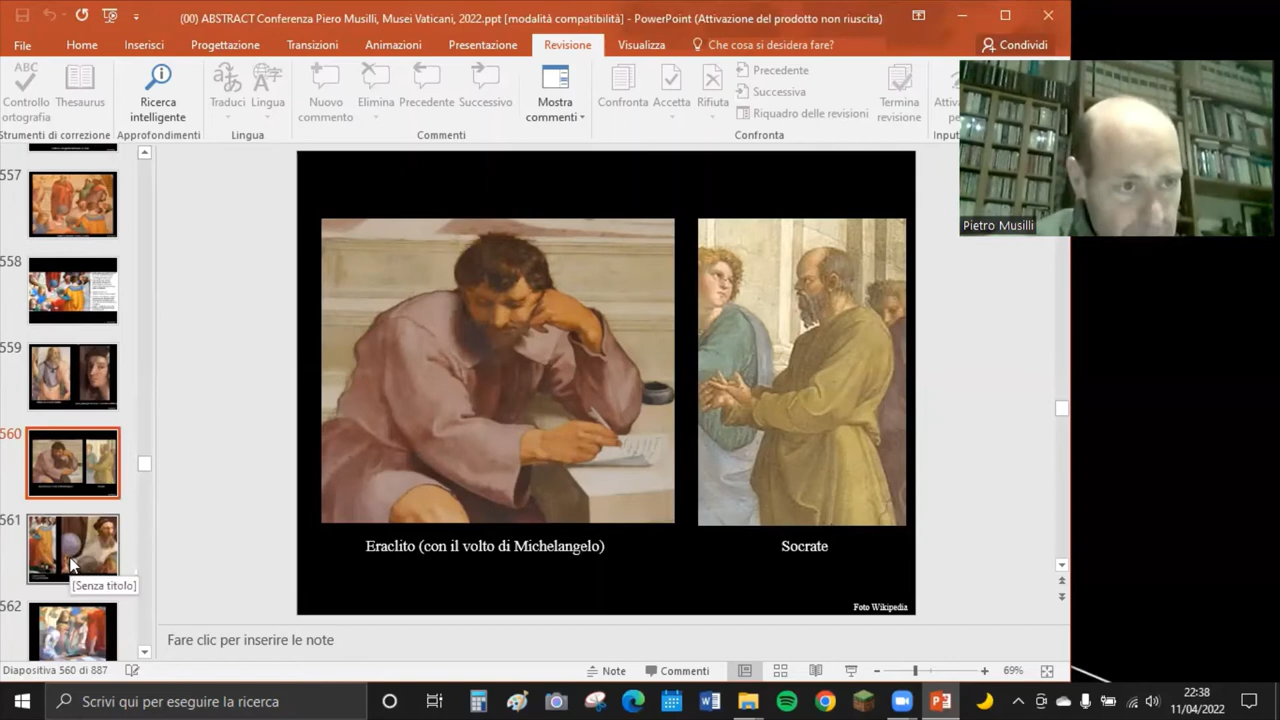 (00) ABSTRACT Conferenza Piero Musilli, Musei Vaticani, 2022.ppt [modalità compatibilità] - PowerPoint (Attivazione del prodotto non riuscita)
File Home Inserisci Progettazione Transizioni Animazioni Presentazione Revisione Visualizza Che cosa si desidera fare? Condividi
ABC
Controllo ortografia
Thesaurus
Ricerca intelligente
Traduci
Lingua
Nuovo commento
Elimina
Precedente
Successivo
Mostra commenti
Confronta
Accetta
Rifiuta
Precedente
Successiva
Riquadro delle revisioni
Termina revisione
Strumenti di correzione Approfondimenti Lingua Commenti Confronta
Pietro Musilli
557
558
559
560
561
[Senza titolo]
562
Eraclito (con il volto di Michelangelo) Socrate
Foto Wikipedia
Fare clic per inserire le note
Diapositiva 560 di 887 Note Commenti 69%
Scrivi qui per eseguire la ricerca
22:38
11/04/2022